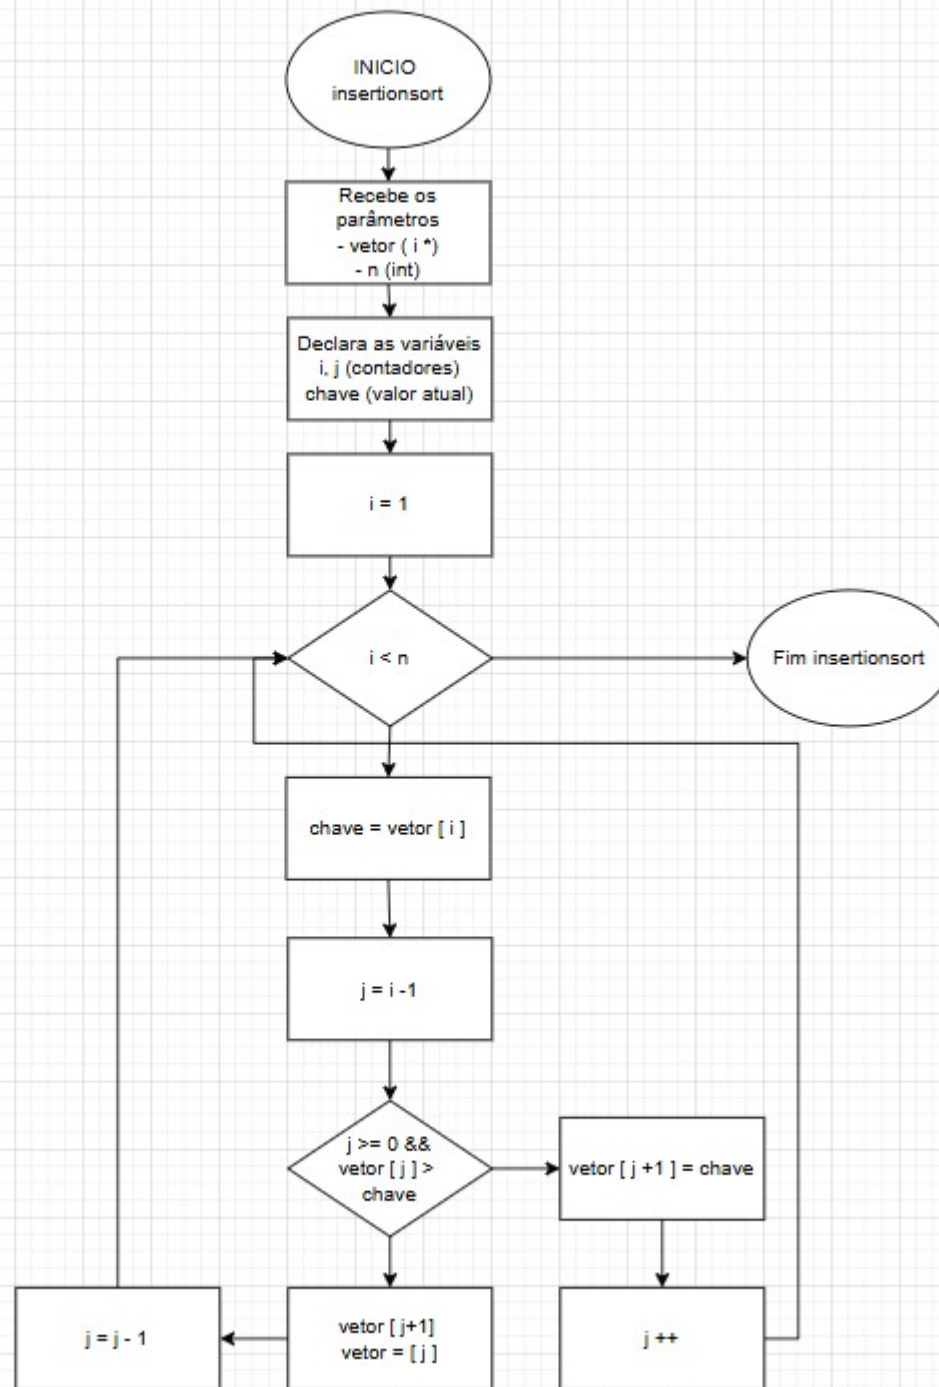 INICIO
insertionsort
Recebe os
parâmetros
- vetor ( i *)
- n (int)
Declara as variáveis
i, j (contadores)
chave (valor atual)
i = 1
i < n
Fim insertionsort
chave = vetor [ i ]
j = i -1
j >= 0 &&
vetor [ j ] >
chave
vetor [ j +1 ] = chave
j = j - 1
vetor [ j+1]
vetor = [ j ]
j ++